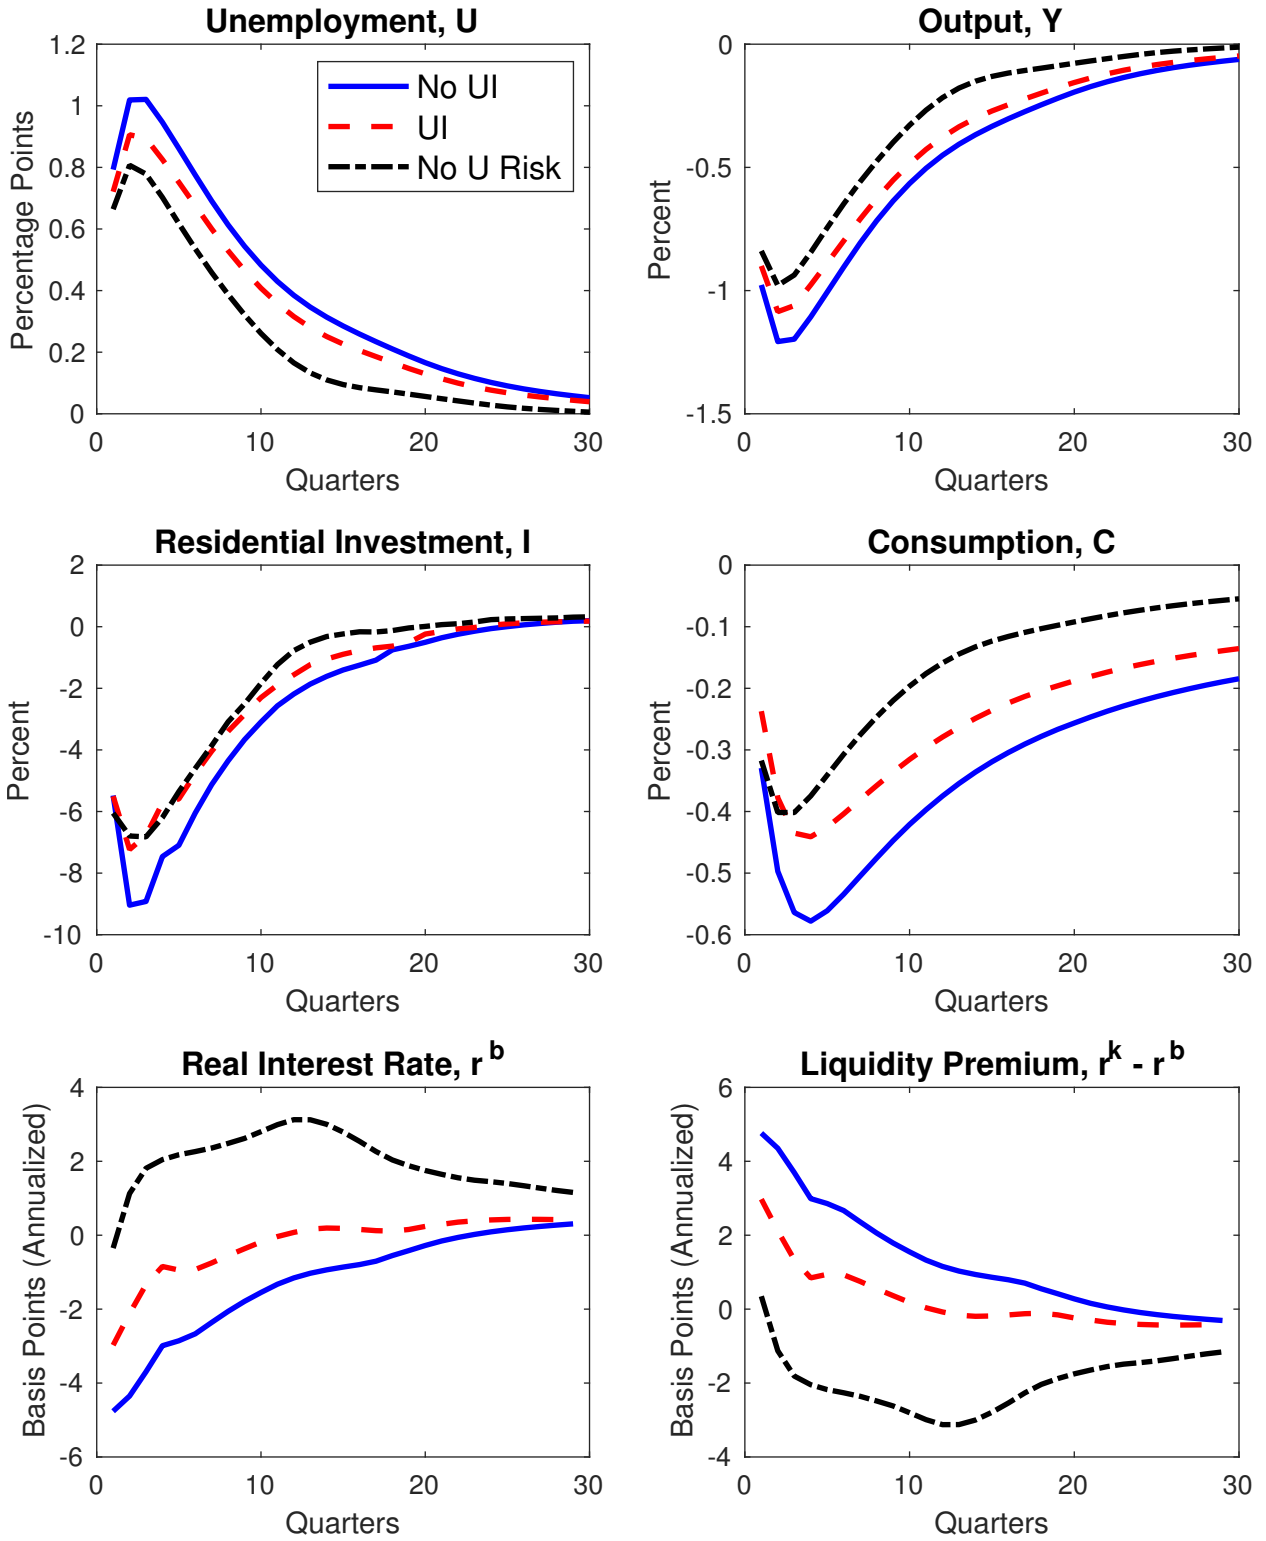 Unemployment, U
1.2
1
0.8
0.6
0.4
0.2
0
0
10
20
30
Percentage Points
Quarters
No UI
UI
No U Risk
Output, Y
0
-0.5
-1
-1.5
0
10
20
30
Percent
Quarters
Residential Investment, I
2
0
-2
-4
-6
-8
-10
0
10
20
30
Percent
Quarters
Consumption, C
0
-0.1
-0.2
-0.3
-0.4
-0.5
-0.6
0
10
20
30
Percent
Quarters
Real Interest Rate, r^b
4
2
0
-2
-4
-6
0
10
20
30
Basis Points (Annualized)
Quarters
Liquidity Premium, r^k - r^b
6
4
2
0
-2
-4
0
10
20
30
Basis Points (Annualized)
Quarters